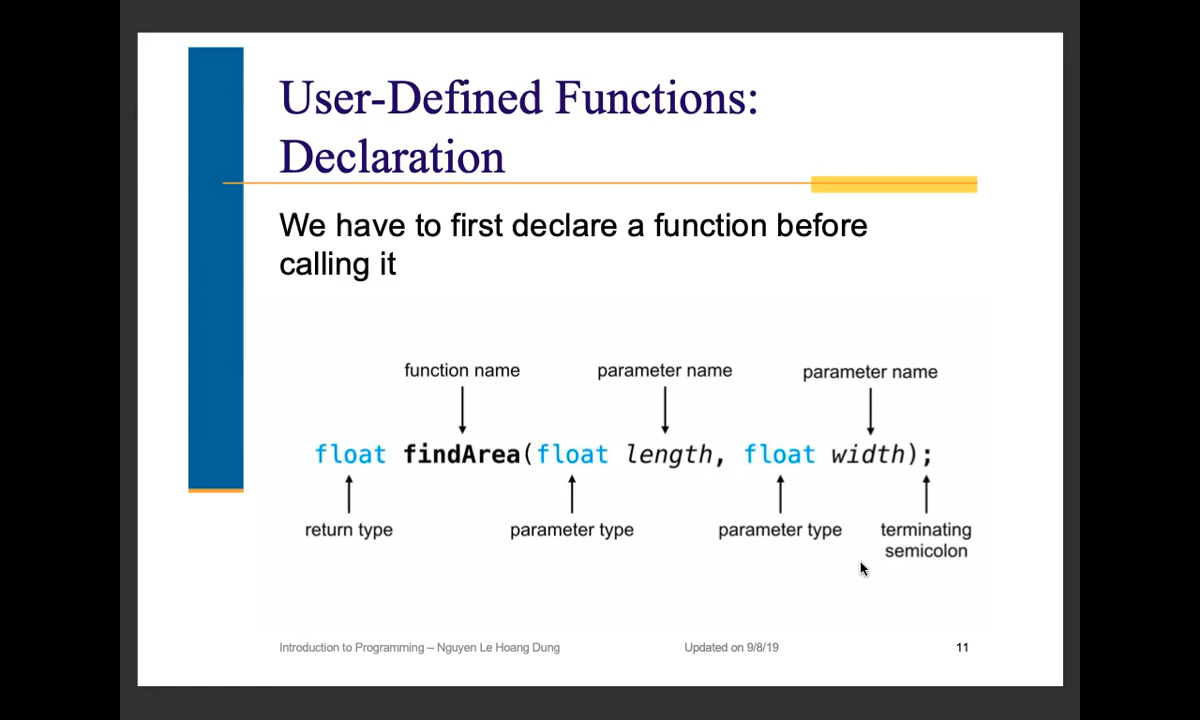 User-Defined Functions:
Declaration
We have to first declare a function before
calling it
function name
parameter name
parameter name
float findArea(float length, float width);
return type
parameter type
parameter type
terminating
semicolon
Introduction to Programming – Nguyen Le Hoang Dung
Updated on 9/8/19
11